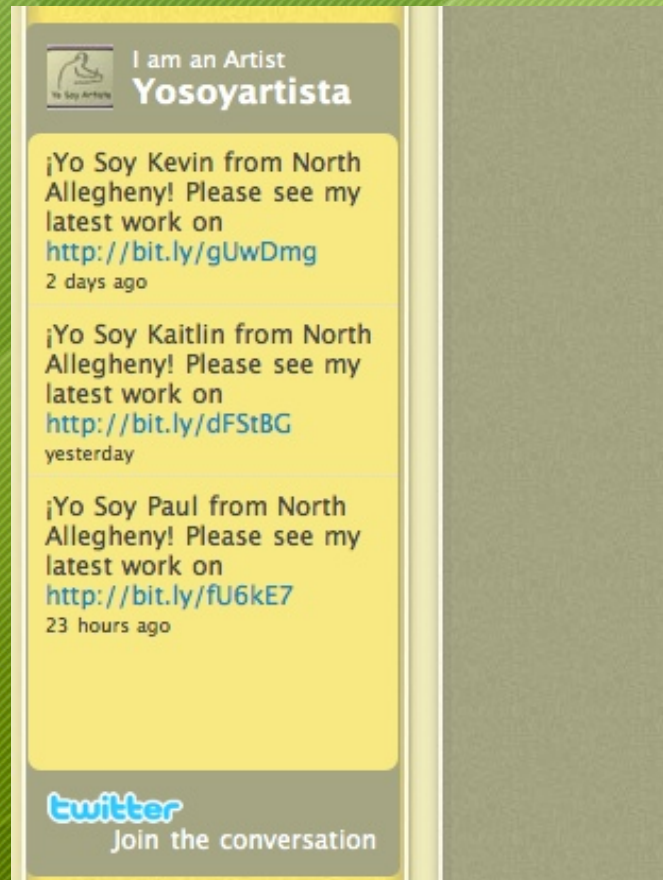 I am an Artist
Yosoyartista
Yo Soy Artista
¡Yo Soy Kevin from North
Allegheny! Please see my
latest work on
http://bit.ly/gUwDmg
2 days ago
¡Yo Soy Kaitlin from North
Allegheny! Please see my
latest work on
http://bit.ly/dFStBG
yesterday
¡Yo Soy Paul from North
Allegheny! Please see my
latest work on
http://bit.ly/fU6kE7
23 hours ago
twitter
Join the conversation